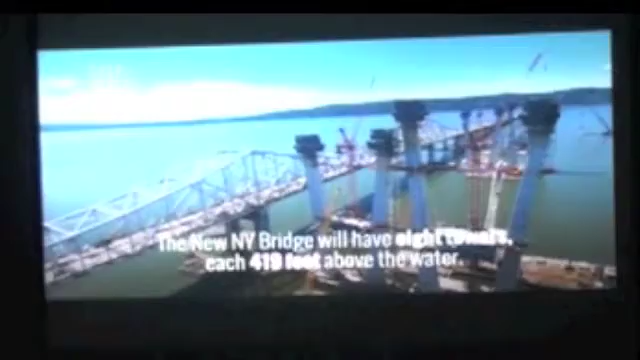 The New NY Bridge will have eight towers,
each 419 feet above the water.